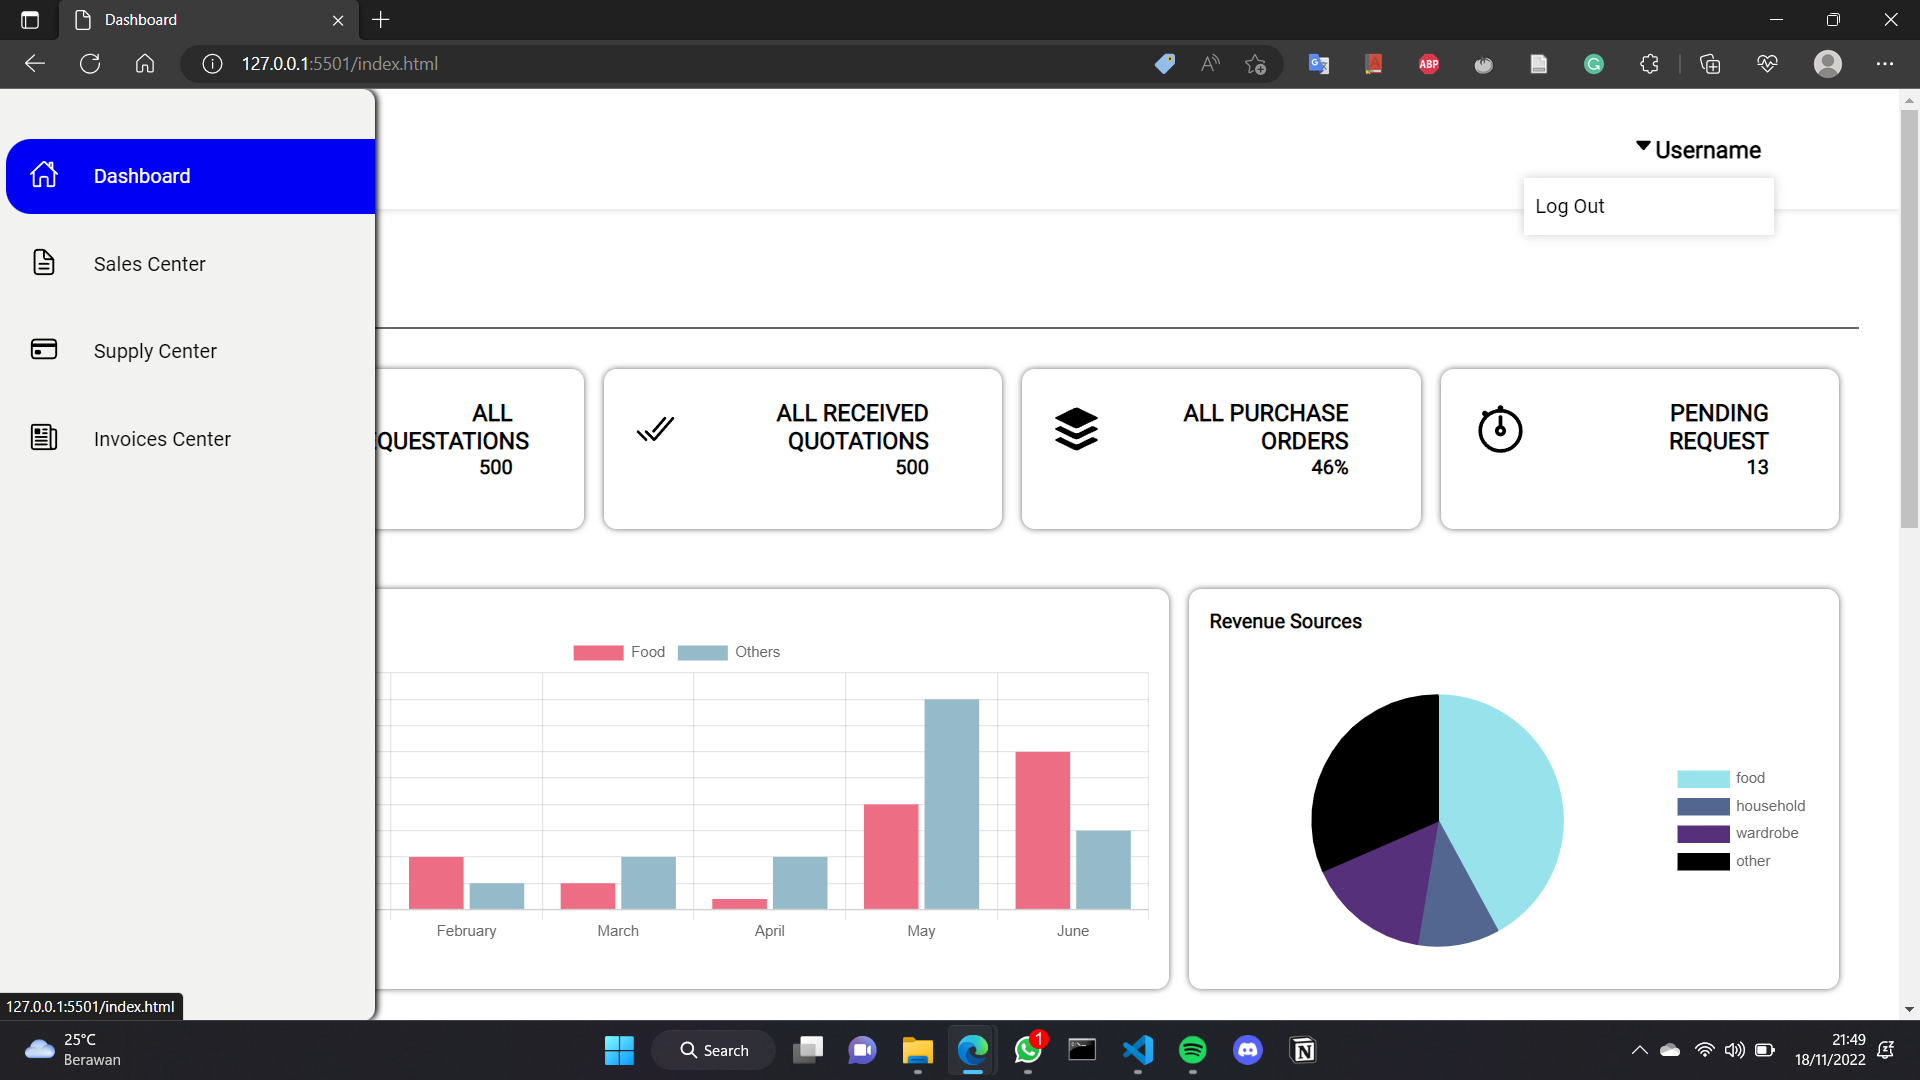 Dashboard
127.0.0.1:5501/index.html
ABP
Username
Log Out
Dashboard
Sales Center
Supply Center
Invoices Center
ALL
EQUESTATIONS
500
ALL RECEIVED
QUOTATIONS
500
ALL PURCHASE
ORDERS
46%
PENDING
REQUEST
13
Food
Others
February
March
April
May
June
Revenue Sources
food
household
wardrobe
other
127.0.0.1:5501/index.html
25°C
Berawan
Search
1
21:49
18/11/2022